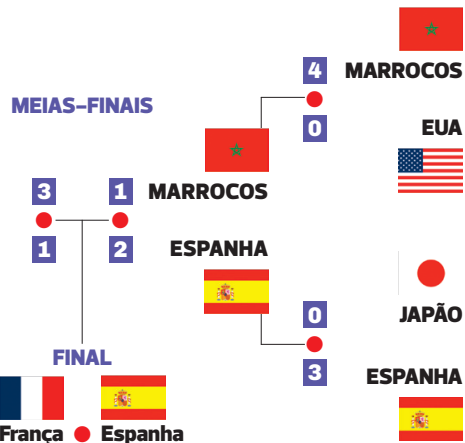 4
MARROCOS
0
EUA
MEIAS-FINAIS
3
1
MARROCOS
1
2
ESPANHA
0
JAPÃO
3
ESPANHA
FINAL
França
Espanha